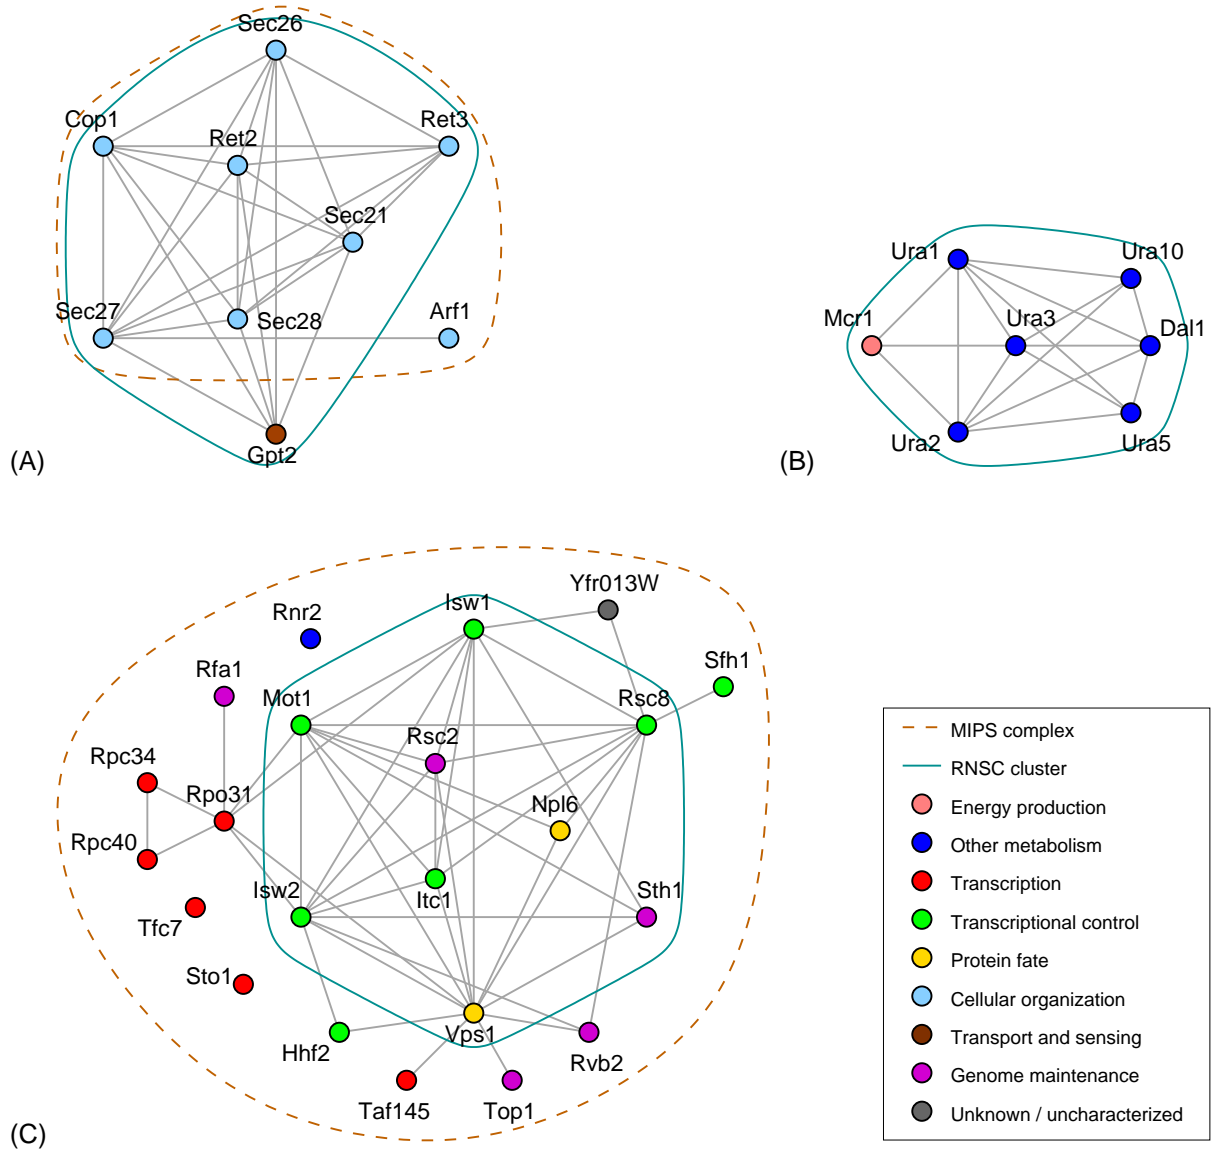 Sec26
Cop1
Ret3
Ret2
Sec21
Sec27
Sec28
Arf1
Gpt2
(A)
Ura1
Ura10
Mcr1
Ura3
Dal1
Ura2
Ura5
(B)
Yfr013W
Isw1
Rnr2
Sfh1
Rfa1
Mot1
Rsc8
Rsc2
Rpc34
Rpo31
Npl6
Rpc40
Isw2
Itc1
Sth1
Tfc7
Sto1
Vps1
Hhf2
Rvb2
Taf145
Top1
(C)
MIPS complex
RNSC cluster
Energy production
Other metabolism
Transcription
Transcriptional control
Protein fate
Cellular organization
Transport and sensing
Genome maintenance
Unknown / uncharacterized